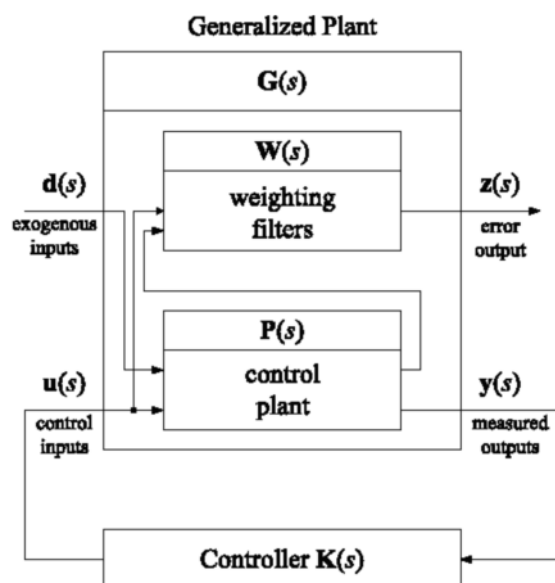 Generalized Plant
G(s)
W(s)
weighting
filters
d(s)
exogenous
inputs
z(s)
error
output
P(s)
control
plant
u(s)
control
inputs
y(s)
measured
outputs
Controller K(s)